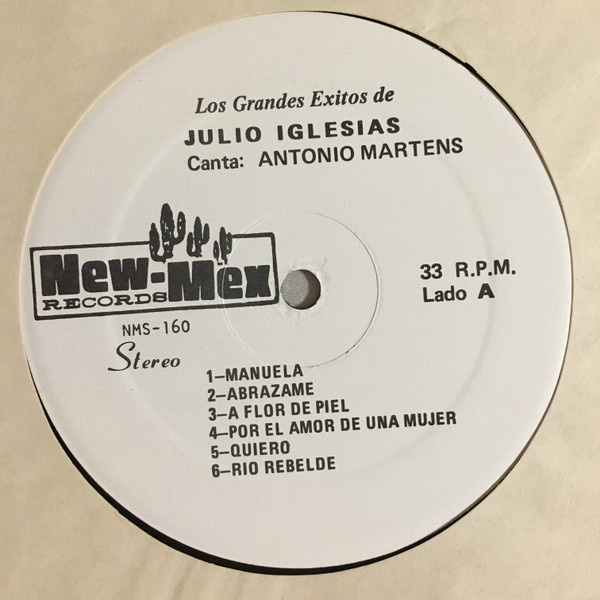 Los Grandes Exitos de
JULIO IGLESIAS
Canta: ANTONIO MARTENS
New-Mex
RECORDS
NMS-160
Stereo
33 R.P.M.
Lado A
1—MANUELA
2—ABRAZAME
3—A FLOR DE PIEL
4—POR EL AMOR DE UNA MUJER
5—QUIERO
6—RIO REBELDE